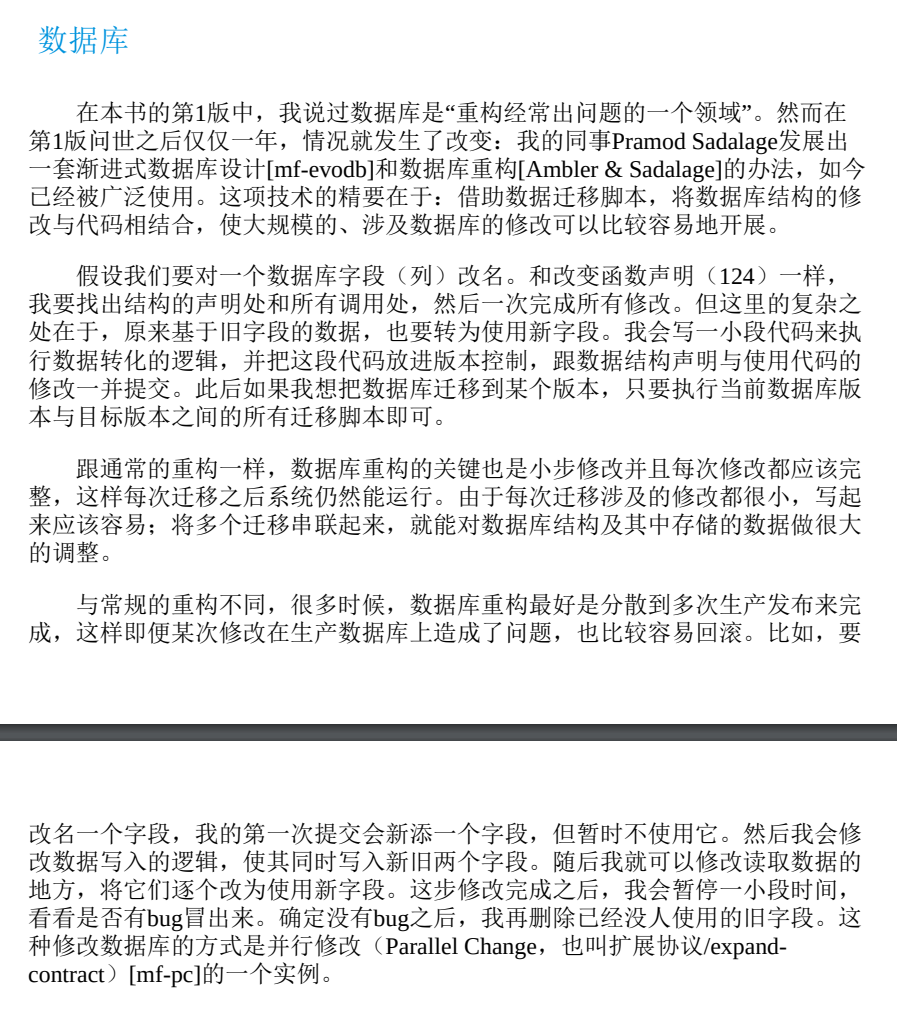 数据库
在本书的第1版中，我说过数据库是“重构经常出问题的一个领域”。然而在
第1版问世之后仅仅一年，情况就发生了改变：我的同事Pramod Sadalage发展出
一套渐进式数据库设计[mf-evodb]和数据库重构[Ambler & Sadalage]的办法，如今
已经被广泛使用。这项技术的精要在于：借助数据迁移脚本，将数据库结构的修
改与代码相结合，使大规模的、涉及数据库的修改可以比较容易地开展。
假设我们要对一个数据库字段（列）改名。和改变函数声明（124）一样，
我要找出结构的声明处和所有调用处，然后一次完成所有修改。但这里的复杂之
处在于，原来基于旧字段的数据，也要转为使用新字段。我会写一小段代码来执
行数据转化的逻辑，并把这段代码放进版本控制，跟数据结构声明与使用代码的
修改一并提交。此后如果我想把数据库迁移到某个版本，只要执行当前数据库版
本与目标版本之间的所有迁移脚本即可。
跟通常的重构一样，数据库重构的关键也是小步修改并且每次修改都应该完
整，这样每次迁移之后系统仍然能运行。由于每次迁移涉及的修改都很小，写起
来应该容易；将多个迁移串联起来，就能对数据库结构及其中存储的数据做很大
的调整。
与常规的重构不同，很多时候，数据库重构最好是分散到多次生产发布来完
成，这样即便某次修改在生产数据库上造成了问题，也比较容易回滚。比如，要
改名一个字段，我的第一次提交会新添一个字段，但暂时不使用它。然后我会修
改数据写入的逻辑，使其同时写入新旧两个字段。随后我就可以修改读取数据的
地方，将它们逐个改为使用新字段。这步修改完成之后，我会暂停一小段时间，
看看是否有bug冒出来。确定没有bug之后，我再删除已经没人使用的旧字段。这
种修改数据库的方式是并行修改（Parallel Change，也叫扩展协议/expand-
contract）[mf-pc]的一个实例。